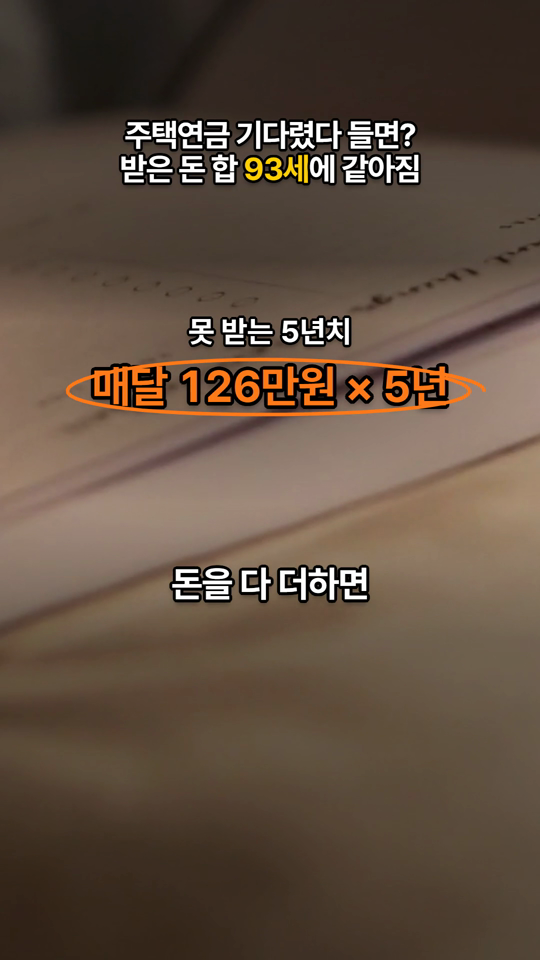 주택연금 기다렸다 들면?
받은 돈 합 93세에 같아짐
못 받는 5년치
매달 126만원 × 5년
돈을 다 더하면